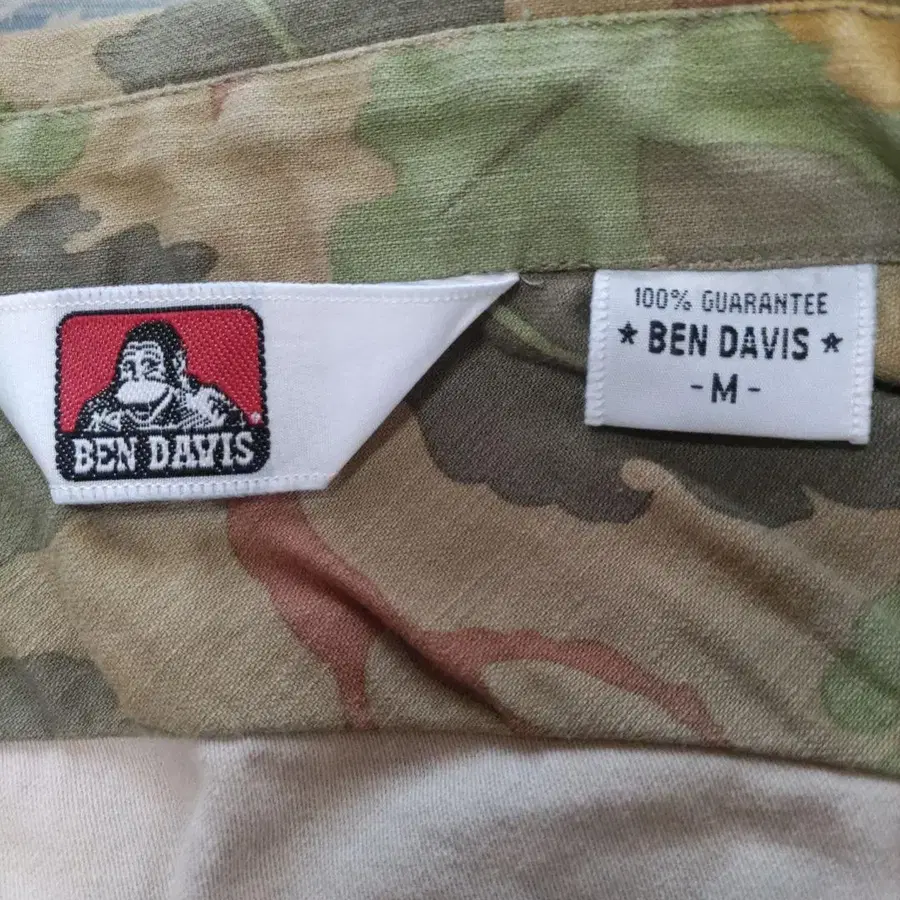 BEN DAVIS
®
100% GUARANTEE
★ BEN DAVIS ★
-M-